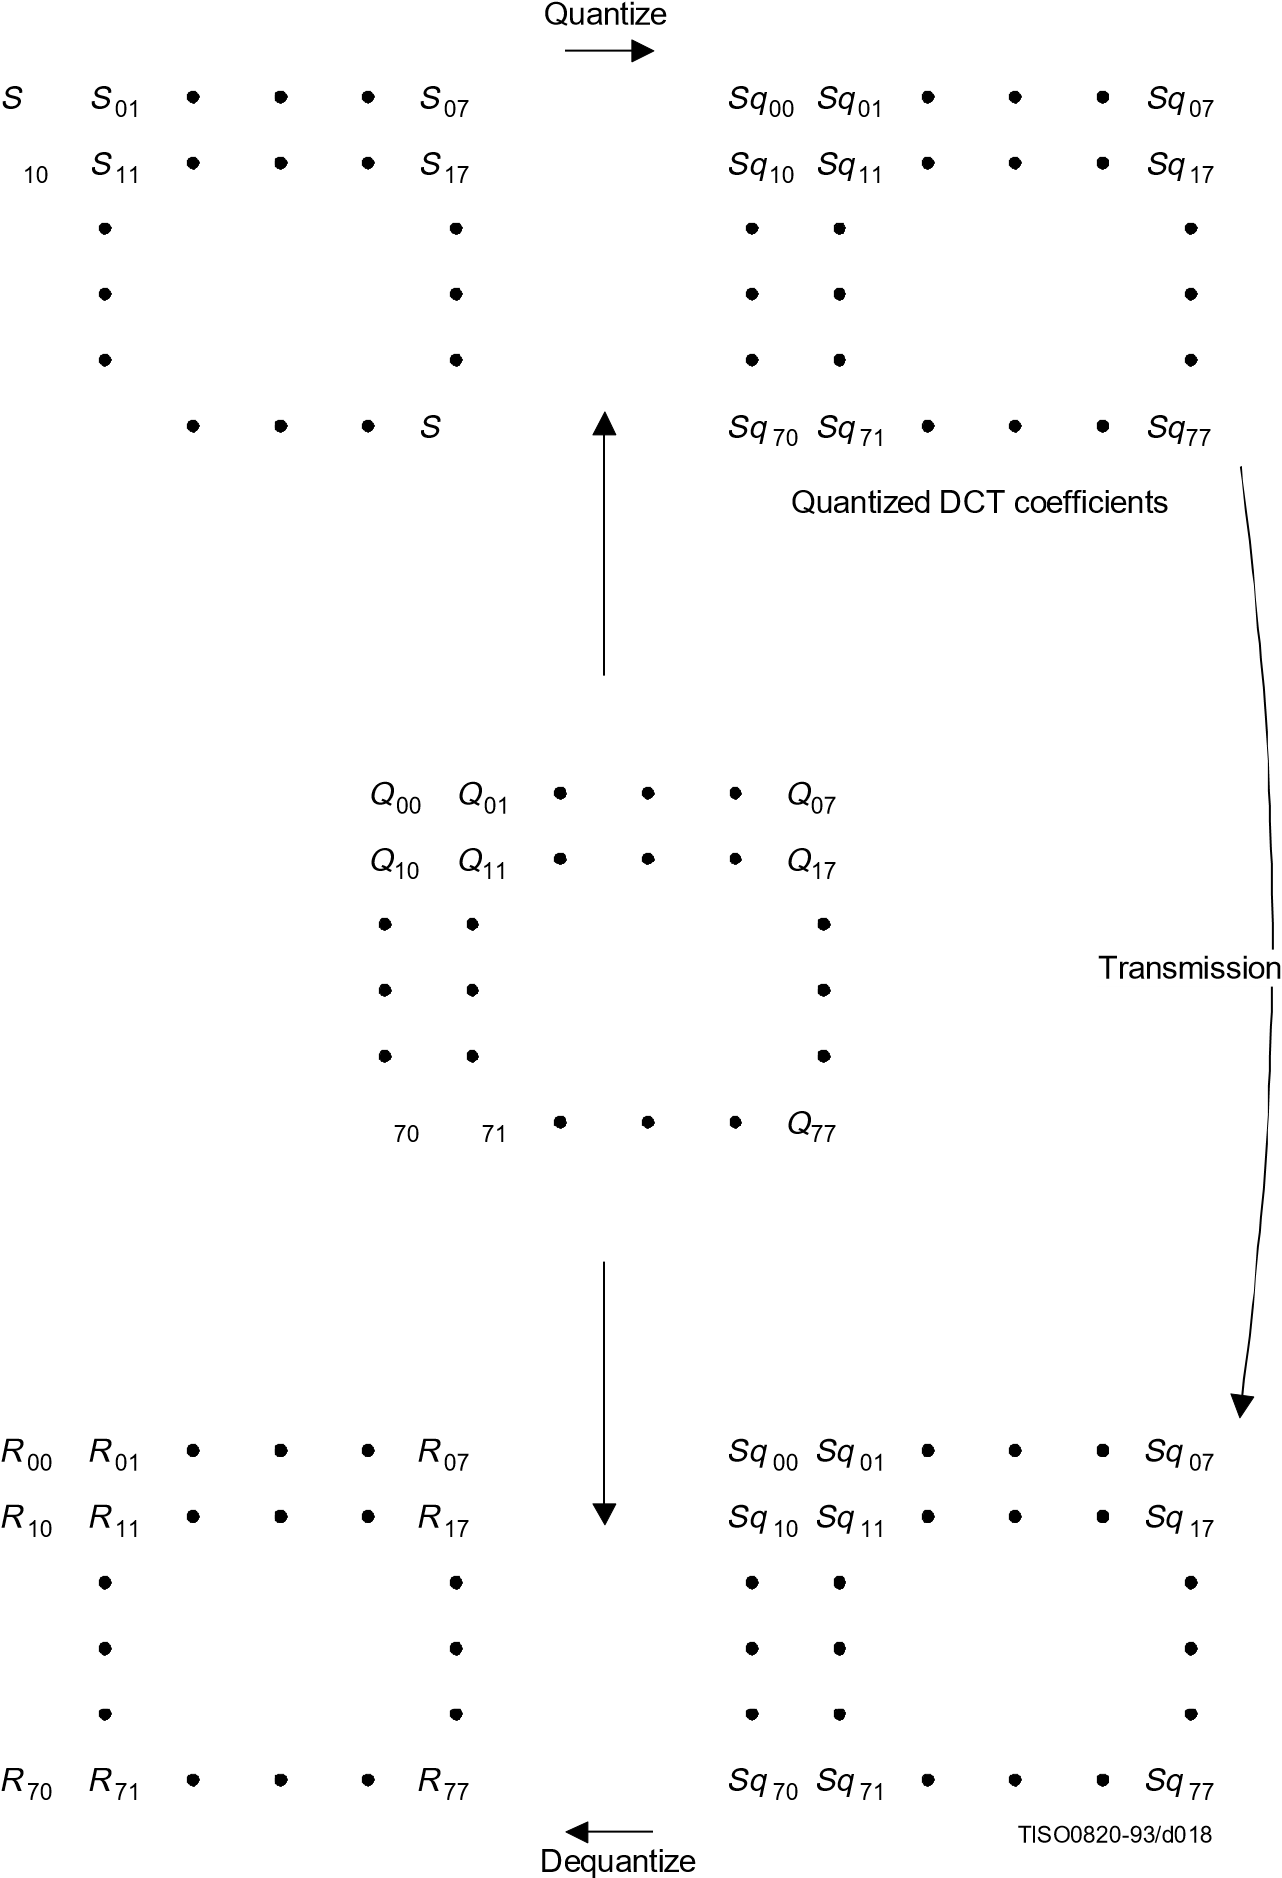 Quantize
S S01 • • • S07 Sq00 Sq01 • • • Sq07
10 S11 • • • S17 Sq10 Sq11 • • • Sq17
• • • • •
• • • • •
• • • • •
• • • S Sq70 Sq71 • • • Sq77
Quantized DCT coefficients
Q00 Q01 • • • Q07
Q10 Q11 • • • Q17
• • •
Transmission
• • •
• • •
70 71 • • • Q77
R00 R01 • • • R07 Sq00 Sq01 • • • Sq07
R10 R11 • • • R17 Sq10 Sq11 • • • Sq17
• • • • •
• • • • •
• • • • •
R70 R71 • • • R77 Sq70 Sq71 • • • Sq77
TISO0820-93/d018
Dequantize